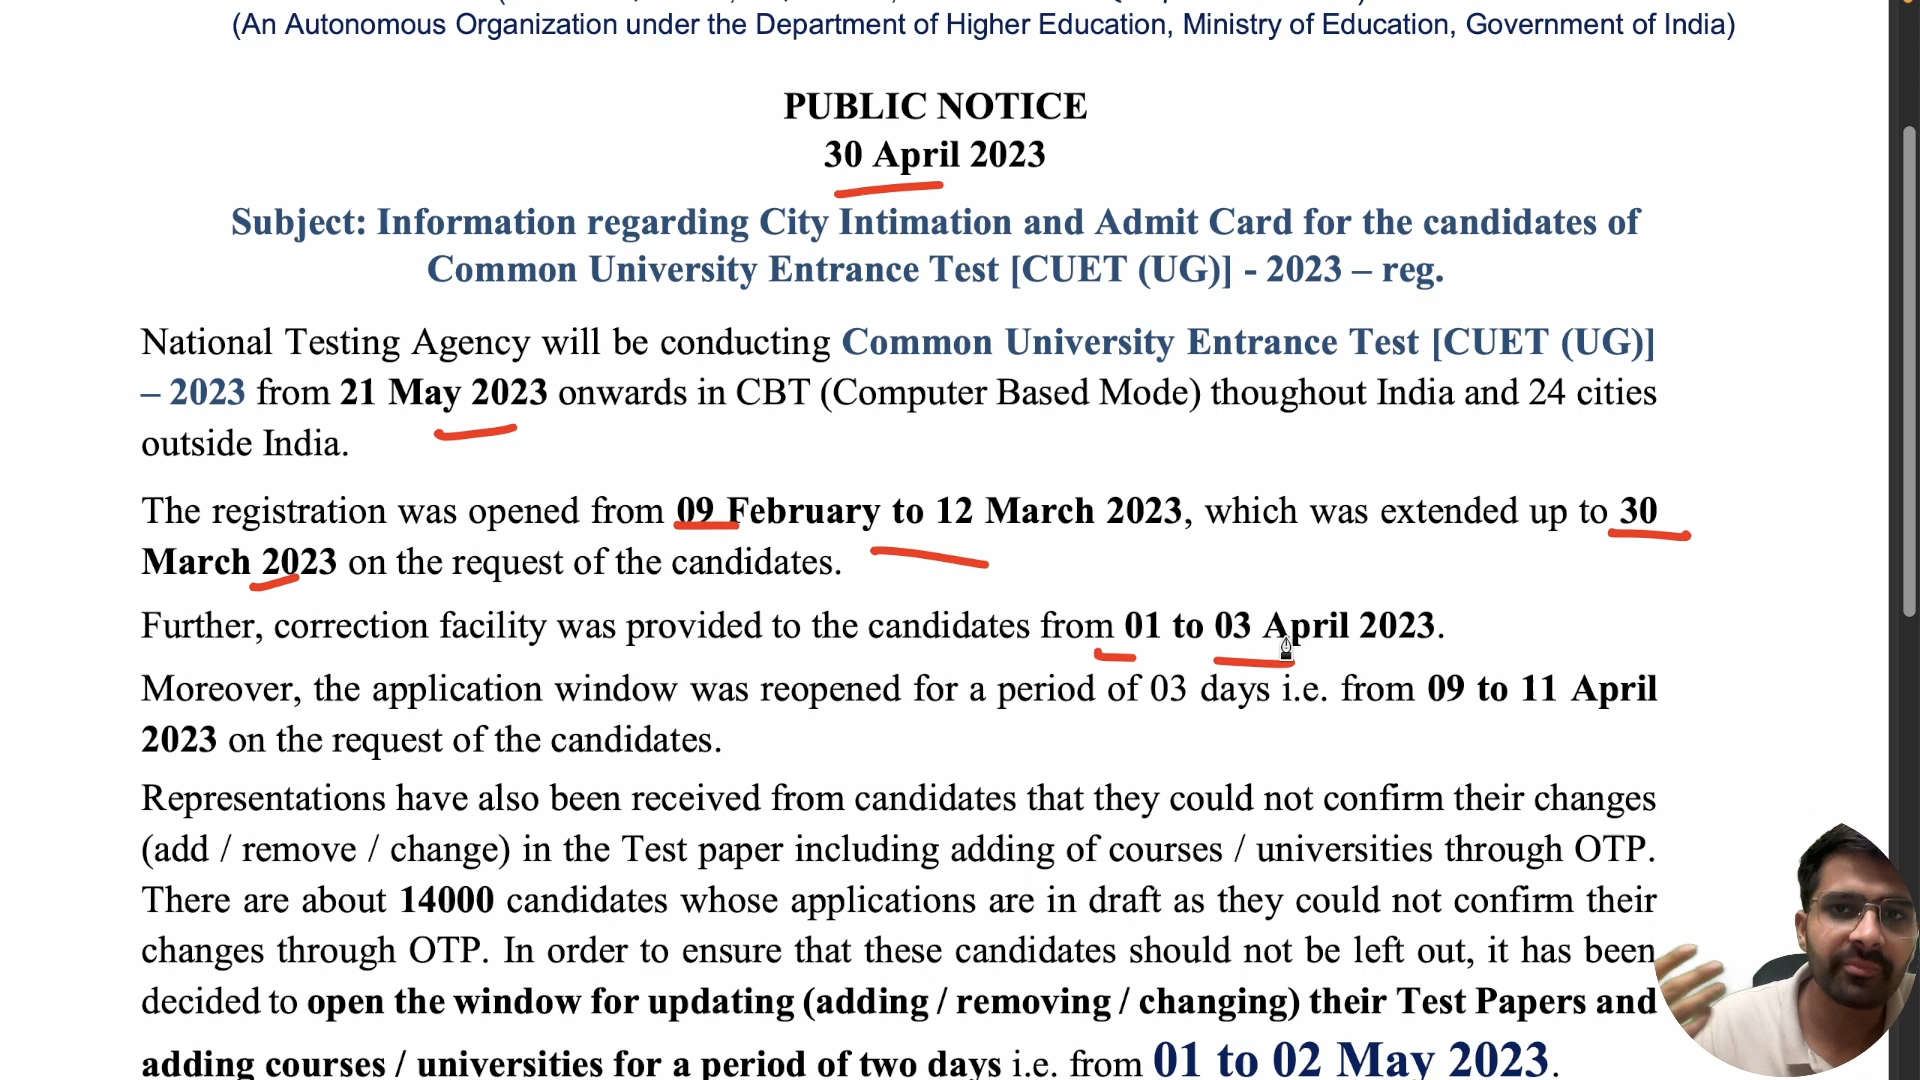 (An Autonomous Organization under the Department of Higher Education, Ministry of Education, Government of India)
PUBLIC NOTICE
30 April 2023
Subject: Information regarding City Intimation and Admit Card for the candidates of
Common University Entrance Test [CUET (UG)] - 2023 – reg.
National Testing Agency will be conducting Common University Entrance Test [CUET (UG)]
– 2023 from 21 May 2023 onwards in CBT (Computer Based Mode) thoughout India and 24 cities
outside India.
The registration was opened from 09 February to 12 March 2023, which was extended up to 30
March 2023 on the request of the candidates.
Further, correction facility was provided to the candidates from 01 to 03 April 2023.
Moreover, the application window was reopened for a period of 03 days i.e. from 09 to 11 April
2023 on the request of the candidates.
Representations have also been received from candidates that they could not confirm their changes
(add / remove / change) in the Test paper including adding of courses / universities through OTP.
There are about 14000 candidates whose applications are in draft as they could not confirm their
changes through OTP. In order to ensure that these candidates should not be left out, it has been
decided to open the window for updating (adding / removing / changing) their Test Papers and
adding courses / universities for a period of two days i.e. from 01 to 02 May 2023.